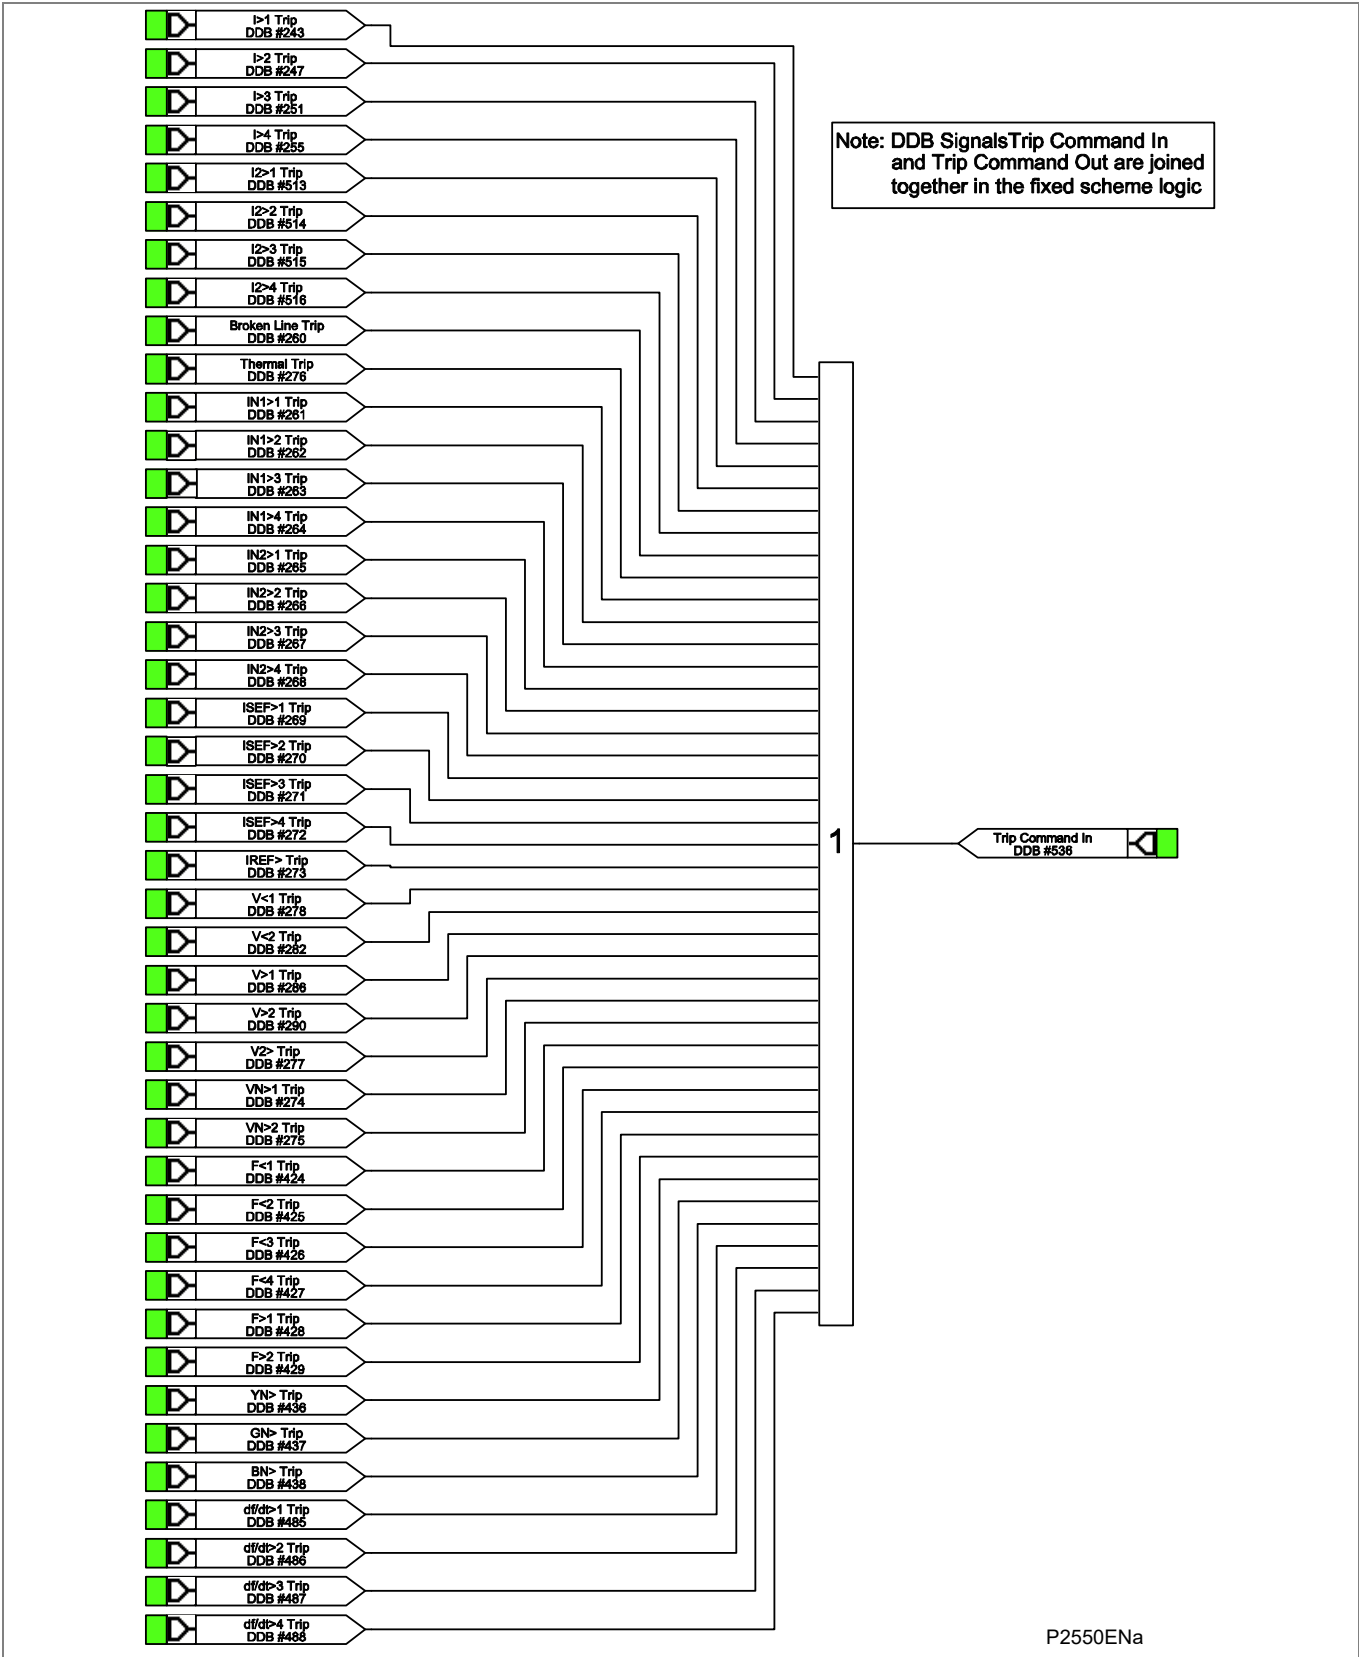 I>1 Trip
DDB #243
I>2 Trip
DDB #247
I>3 Trip
DDB #251
I>4 Trip
DDB #255
I2>1 Trip
DDB #513
I2>2 Trip
DDB #514
I2>3 Trip
DDB #515
I2>4 Trip
DDB #516
Broken Line Trip
DDB #260
Thermal Trip
DDB #276
IN1>1 Trip
DDB #261
IN1>2 Trip
DDB #262
IN1>3 Trip
DDB #263
IN1>4 Trip
DDB #264
IN2>1 Trip
DDB #265
IN2>2 Trip
DDB #266
IN2>3 Trip
DDB #267
IN2>4 Trip
DDB #268
ISEF>1 Trip
DDB #269
ISEF>2 Trip
DDB #270
ISEF>3 Trip
DDB #271
ISEF>4 Trip
DDB #272
IREF> Trip
DDB #273
V<1 Trip
DDB #278
V<2 Trip
DDB #282
V>1 Trip
DDB #286
V>2 Trip
DDB #290
V2> Trip
DDB #277
VN>1 Trip
DDB #274
VN>2 Trip
DDB #275
F<1 Trip
DDB #424
F<2 Trip
DDB #425
F<3 Trip
DDB #426
F<4 Trip
DDB #427
F>1 Trip
DDB #428
F>2 Trip
DDB #429
YN> Trip
DDB #436
GN> Trip
DDB #437
BN> Trip
DDB #438
df/dt>1 Trip
DDB #485
df/dt>2 Trip
DDB #486
df/dt>3 Trip
DDB #487
df/dt>4 Trip
DDB #488
Note: DDB SignalsTrip Command In
and Trip Command Out are joined
together in the fixed scheme logic
1
Trip Command In
DDB #536
P2550ENa